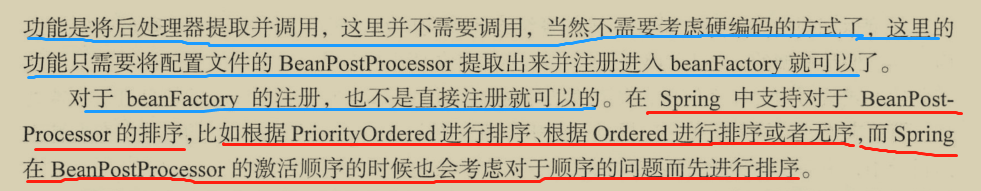 功能是将后处理器提取并调用，这里并不需要调用，当然不需要考虑硬编码的方式了，这里的
功能只需要将配置文件的 BeanPostProcessor 提取出来并注册进入 beanFactory 就可以了。
对于 beanFactory 的注册，也不是直接注册就可以的。在 Spring 中支持对于 BeanPost-
Processor 的排序，比如根据 PriorityOrdered 进行排序、根据 Ordered 进行排序或者无序，而 Spring
在 BeanPostProcessor 的激活顺序的时候也会考虑对于顺序的问题而先进行排序。